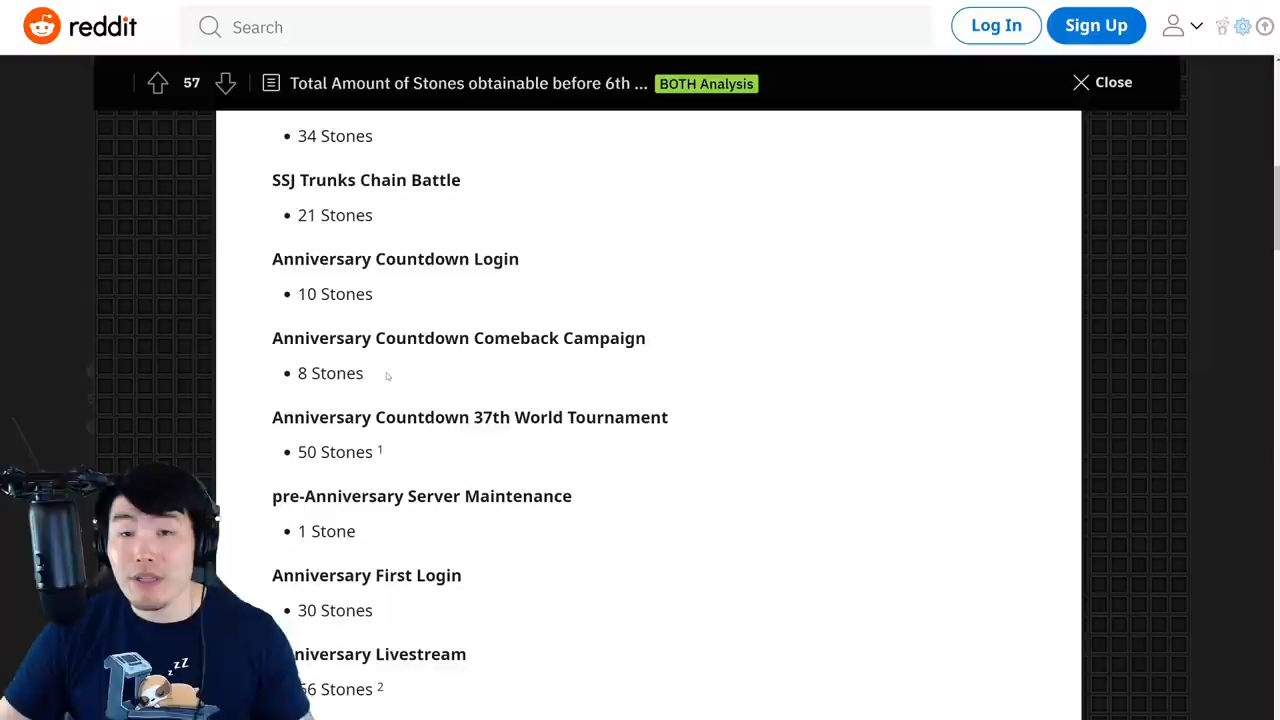 reddit
Search
Log In
Sign Up
57
Total Amount of Stones obtainable before 6th ...
BOTH Analysis
Close
• 34 Stones
SSJ Trunks Chain Battle
• 21 Stones
Anniversary Countdown Login
• 10 Stones
Anniversary Countdown Comeback Campaign
• 8 Stones
Anniversary Countdown 37th World Tournament
• 50 Stones ¹
pre-Anniversary Server Maintenance
• 1 Stone
Anniversary First Login
• 30 Stones
nniversary Livestream
66 Stones ²
zzZ